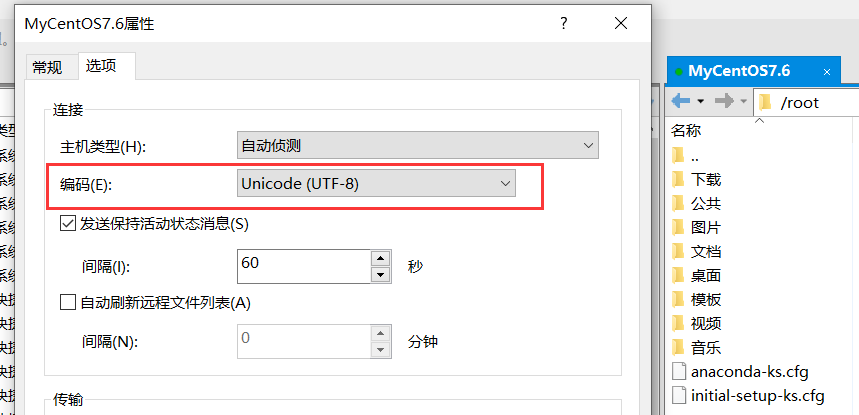 MyCentOS7.6属性
?
常规
选项
连接
主机类型(H):
自动侦测
编码(E):
Unicode (UTF-8)
发送保持活动状态消息(S)
间隔(I):
60
秒
自动刷新远程文件列表(A)
间隔(N):
0
分钟
传输
MyCentOS7.6
/root
名称
..
下载
公共
图片
文档
桌面
模板
视频
音乐
anaconda-ks.cfg
initial-setup-ks.cfg